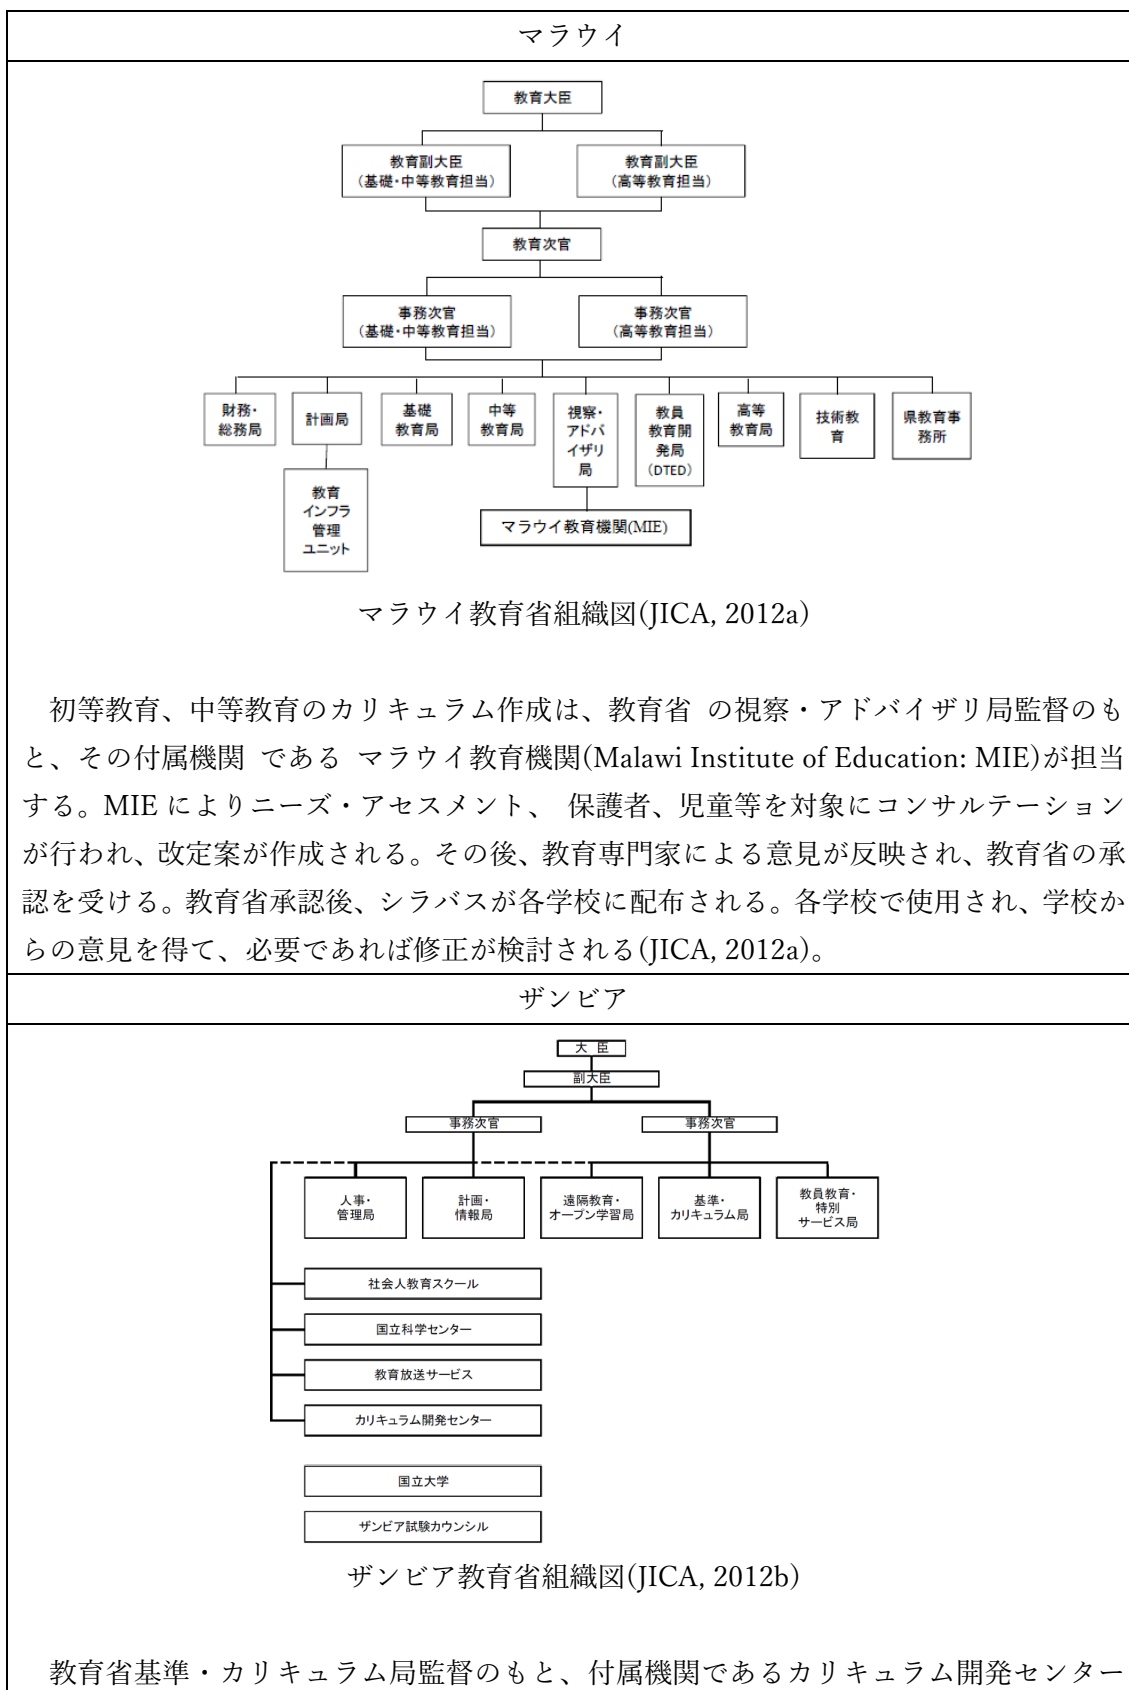 マラウイ
教育大臣
教育副大臣
(基礎・中等教育担当)
教育副大臣
(高等教育担当)
教育次官
事務次官
(基礎・中等教育担当)
事務次官
(高等教育担当)
財務・
総務局
計画局
基礎
教育局
中等
教育局
視察・
アドバ
イザリ
局
教員
教育開
発局
(DTED)
高等
教育局
技術教
育
県教育事
務所
教育
インフラ
管理
ユニット
マラウイ教育機関(MIE)
マラウイ教育省組織図(JICA, 2012a)
初等教育、中等教育のカリキュラム作成は、教育省 の視察・アドバイザリ局監督のも
と、その付属機関 である マラウイ教育機関(Malawi Institute of Education: MIE)が担当
する。MIE によりニーズ・アセスメント、 保護者、児童等を対象にコンサルテーション
が行われ、改定案が作成される。その後、教育専門家による意見が反映され、教育省の承
認を受ける。教育省承認後、シラバスが各学校に配布される。各学校で使用され、学校か
らの意見を得て、必要であれば修正が検討される(JICA, 2012a)。
ザンビア
大 臣
副大臣
事務次官
事務次官
人事・
管理局
計画・
情報局
遠隔教育・
オープン学習局
基準・
カリキュラム局
教員教育・
特別
サービス局
社会人教育スクール
国立科学センター
教育放送サービス
カリキュラム開発センター
国立大学
ザンビア試験カウンシル
ザンビア教育省組織図(JICA, 2012b)
教育省基準・カリキュラム局監督のもと、付属機関であるカリキュラム開発センター